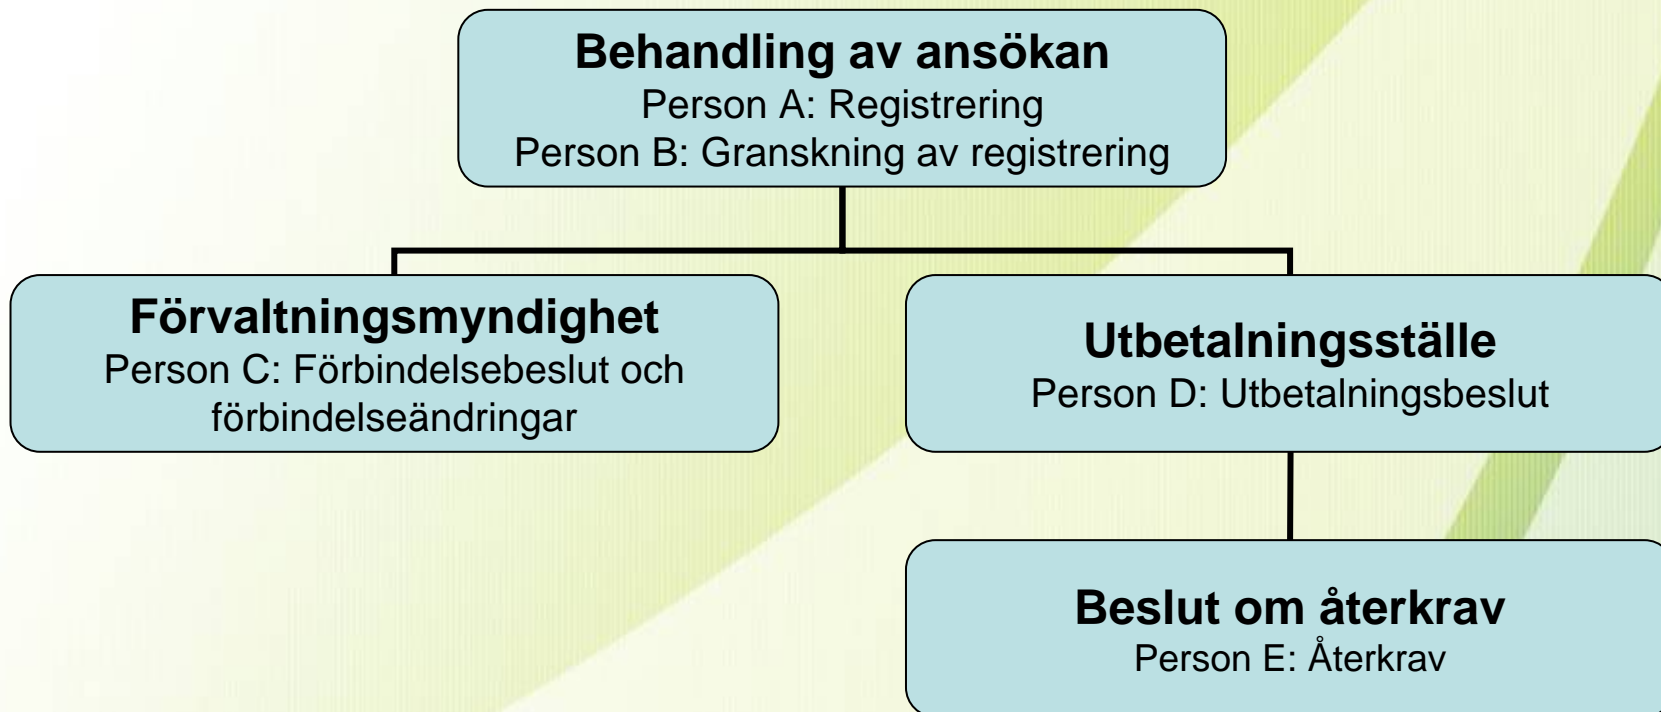 Behandling av ansökan
Person A: Registrering
Person B: Granskning av registrering
Förvaltningsmyndighet
Person C: Förbindelsebeslut och
förbindelseändringar
Utbetalningsställe
Person D: Utbetalningsbeslut
Beslut om återkrav
Person E: Återkrav